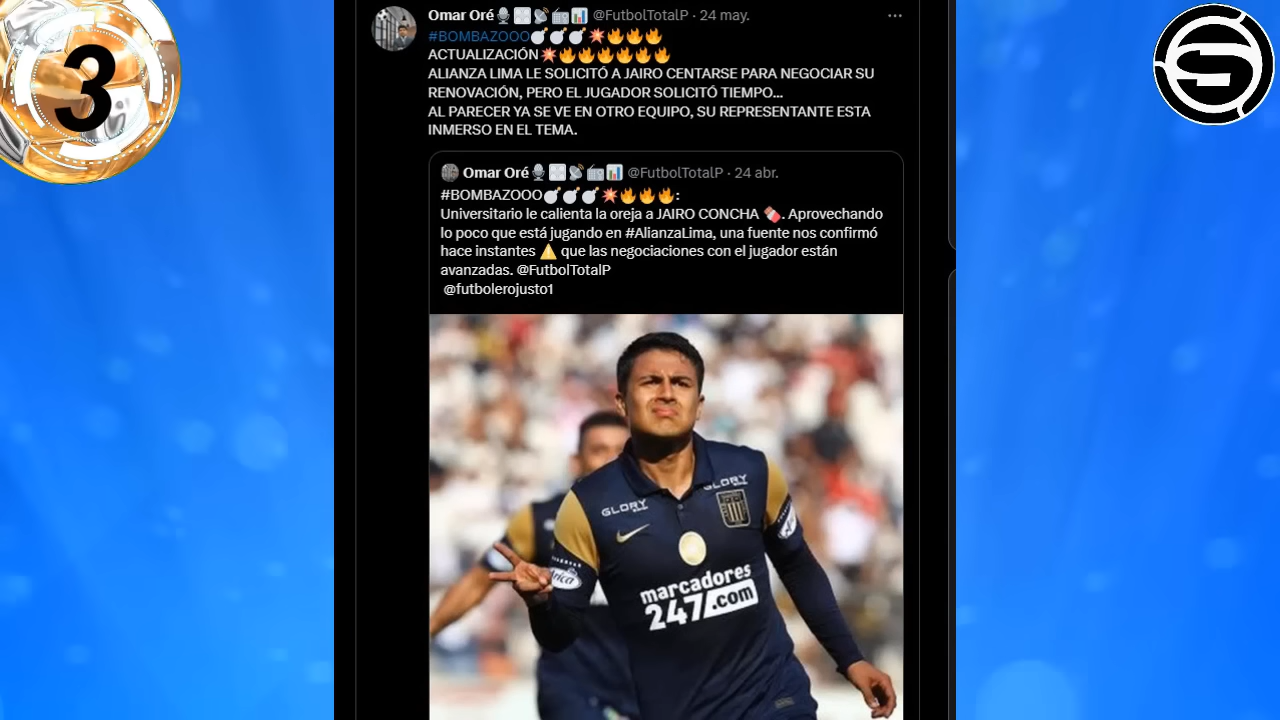 3
Omar Oré🎙️🎛️📡📻📊 @FutbolTotalP · 24 may.
#BOMBAZOOO💣💣💣💥🔥🔥🔥
ACTUALIZACIÓN💥🔥🔥🔥🔥🔥🔥
ALIANZA LIMA LE SOLICITÓ A JAIRO CENTARSE PARA NEGOCIAR SU
RENOVACIÓN, PERO EL JUGADOR SOLICITÓ TIEMPO...
AL PARECER YA SE VE EN OTRO EQUIPO, SU REPRESENTANTE ESTA
INMERSO EN EL TEMA.
Omar Oré🎙️🎛️📡📻📊 @FutbolTotalP · 24 abr.
#BOMBAZOOO💣💣💣💥🔥🔥🔥:
Universitario le calienta la oreja a JAIRO CONCHA 🧨. Aprovechando
lo poco que está jugando en #AlianzaLima, una fuente nos confirmó
hace instantes ⚠️ que las negociaciones con el jugador están
avanzadas. @FutbolTotalP
@futbolerojusto1
GLORY
GLORY
marcadores
247.com